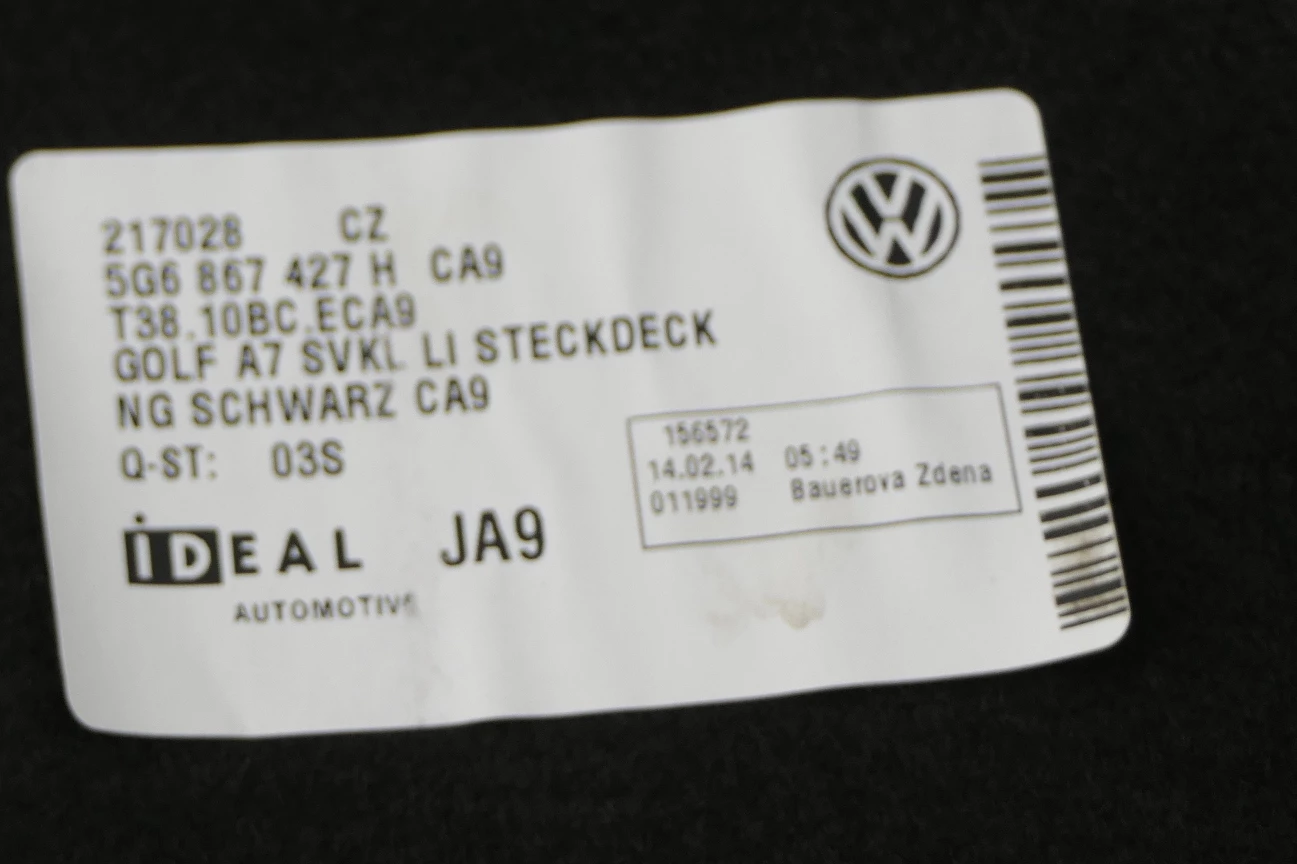 217028 CZ
5G6 867 427 H CA9
T38.10BC.ECA9
GOLF A7 SVKL LI STECKDECK
NG SCHWARZ CA9
Q-ST: 03S
iDEAL JA9
AUTOMOTIVE
156572
14.02.14 05:49
011999 Bauerova Zdena